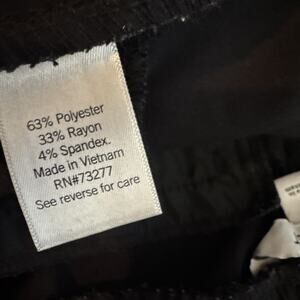 63% Polyester
33% Rayon
4% Spandex.
Made in Vietnam
RN#73277
See reverse for care